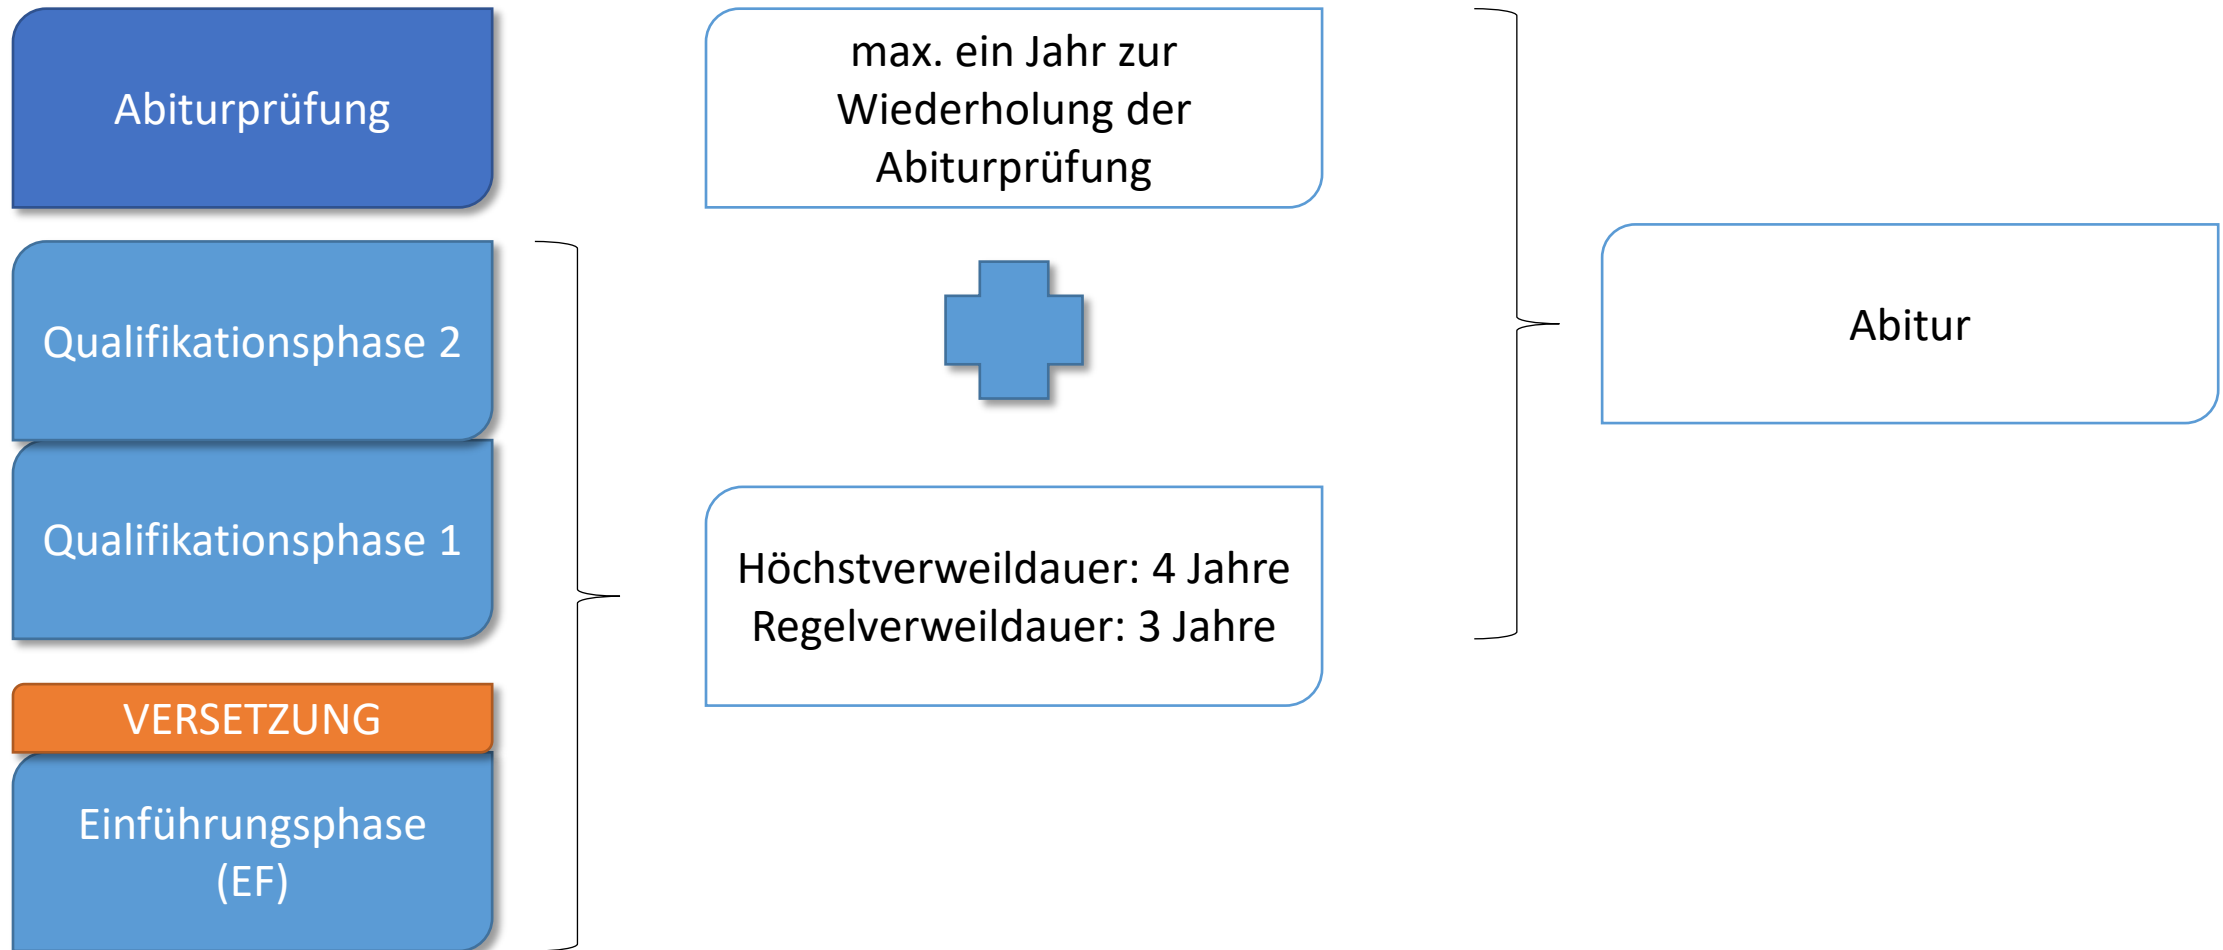 Abiturprüfung
Qualifikationsphase 2
Qualifikationsphase 1
VERSETZUNG
Einführungsphase
(EF)
max. ein Jahr zur
Wiederholung der
Abiturprüfung
Höchstverweildauer: 4 Jahre
Regelverweildauer: 3 Jahre
Abitur